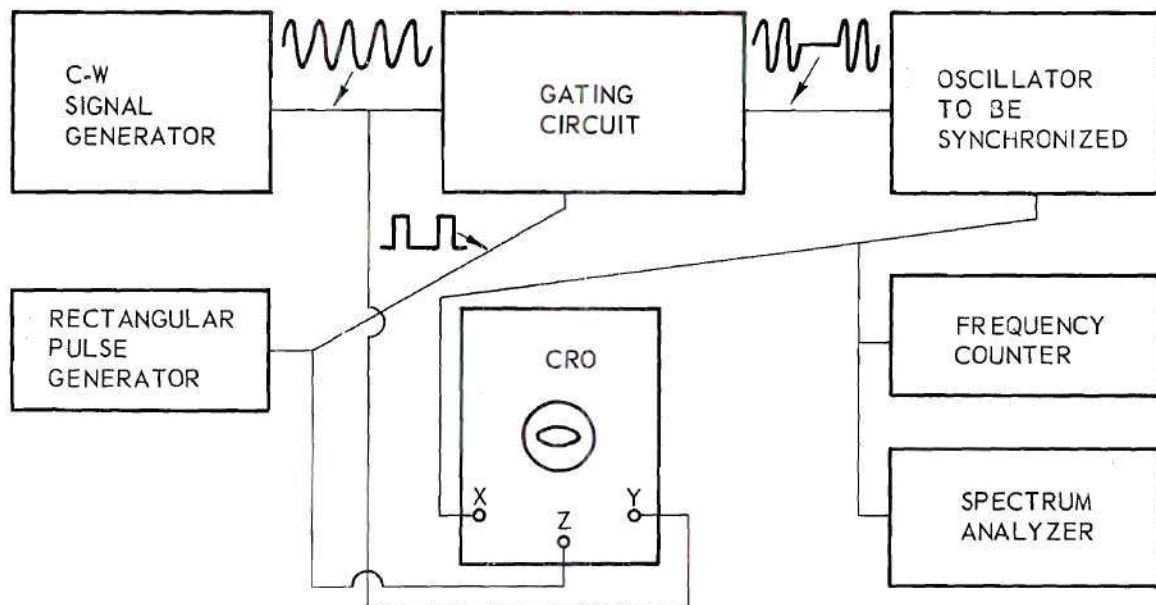 C-W
SIGNAL
GENERATOR
GATING
CIRCUIT
OSCILLATOR
TO BE
SYNCHRONIZED
RECTANGULAR
PULSE
GENERATOR
CRO
X
Z
Y
FREQUENCY
COUNTER
SPECTRUM
ANALYZER